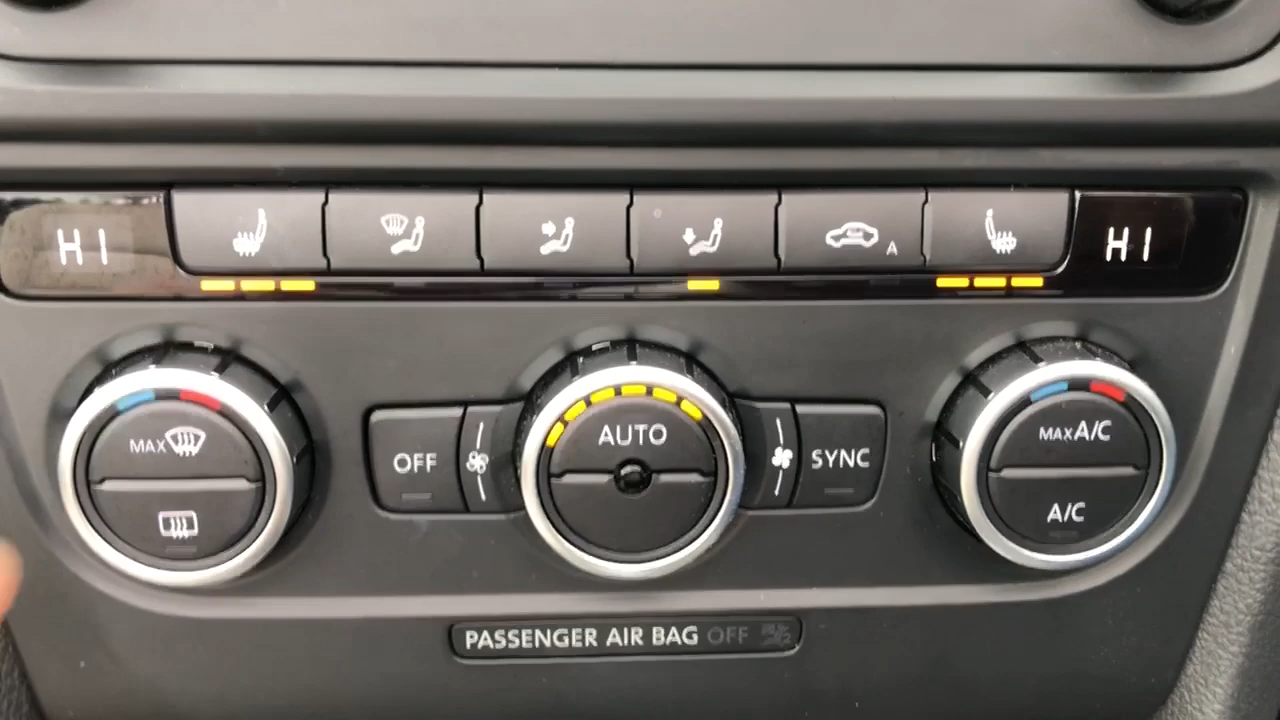 HI
A
HI
MAX
OFF
AUTO
SYNC
MAX A/C
A/C
PASSENGER AIR BAG OFF